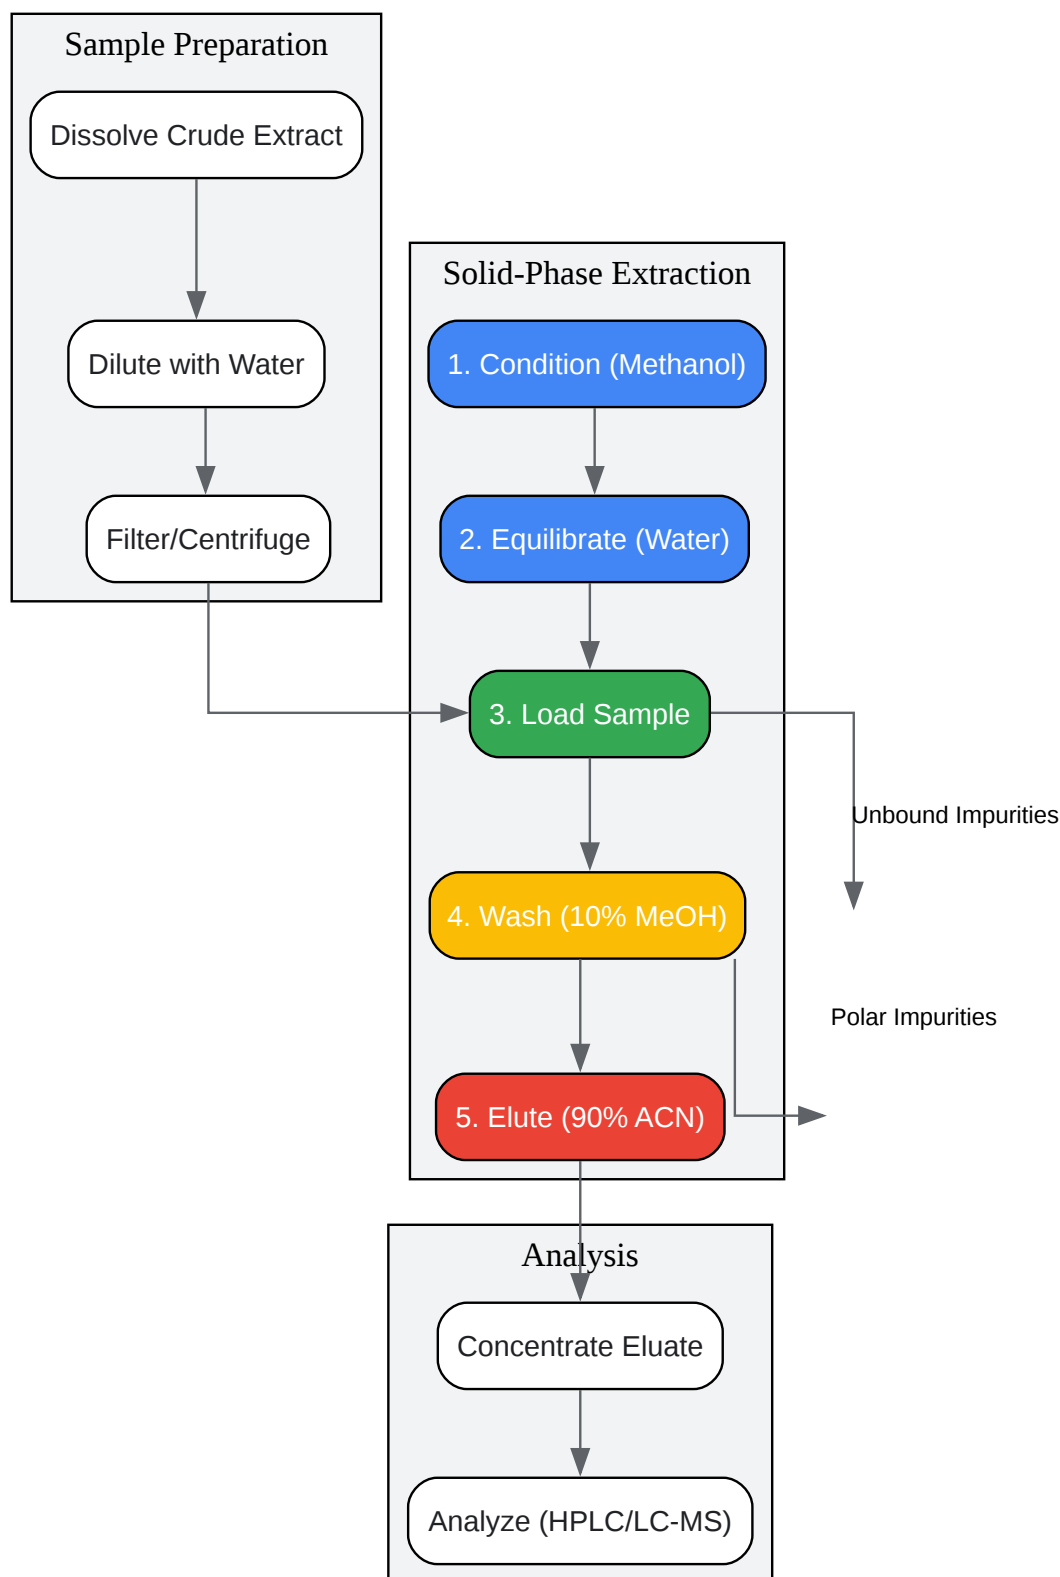 Sample Preparation
Dissolve Crude Extract
Dilute with Water
Filter/Centrifuge
Solid-Phase Extraction
1. Condition (Methanol)
2. Equilibrate (Water)
3. Load Sample
Unbound Impurities
4. Wash (10% MeOH)
Polar Impurities
5. Elute (90% ACN)
Analysis
Concentrate Eluate
Analyze (HPLC/LC-MS)